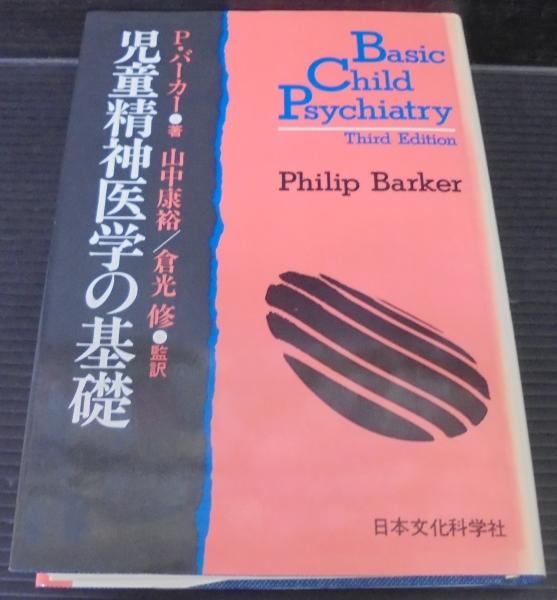 児童精神医学の基礎
P・バーカー●著 山中康裕/倉光 修●監訳
Basic
Child
Psychiatry
Third Edition
Philip Barker
日本文化科学社